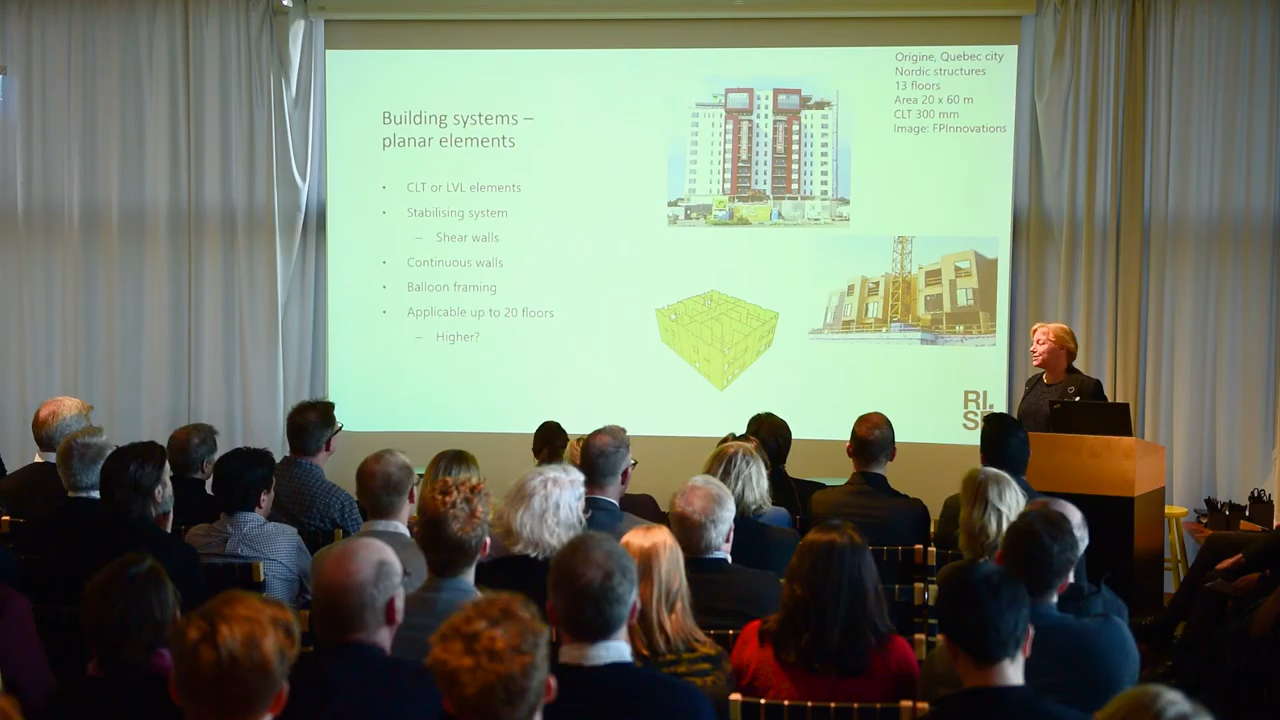 Building systems –
planar elements
• CLT or LVL elements
• Stabilising system
– Shear walls
• Continuous walls
• Balloon framing
• Applicable up to 20 floors
– Higher?
Origine, Quebec city
Nordic structures
13 floors
Area 20 x 60 m
CLT 300 mm
Image: FPInnovations
RI.
SE